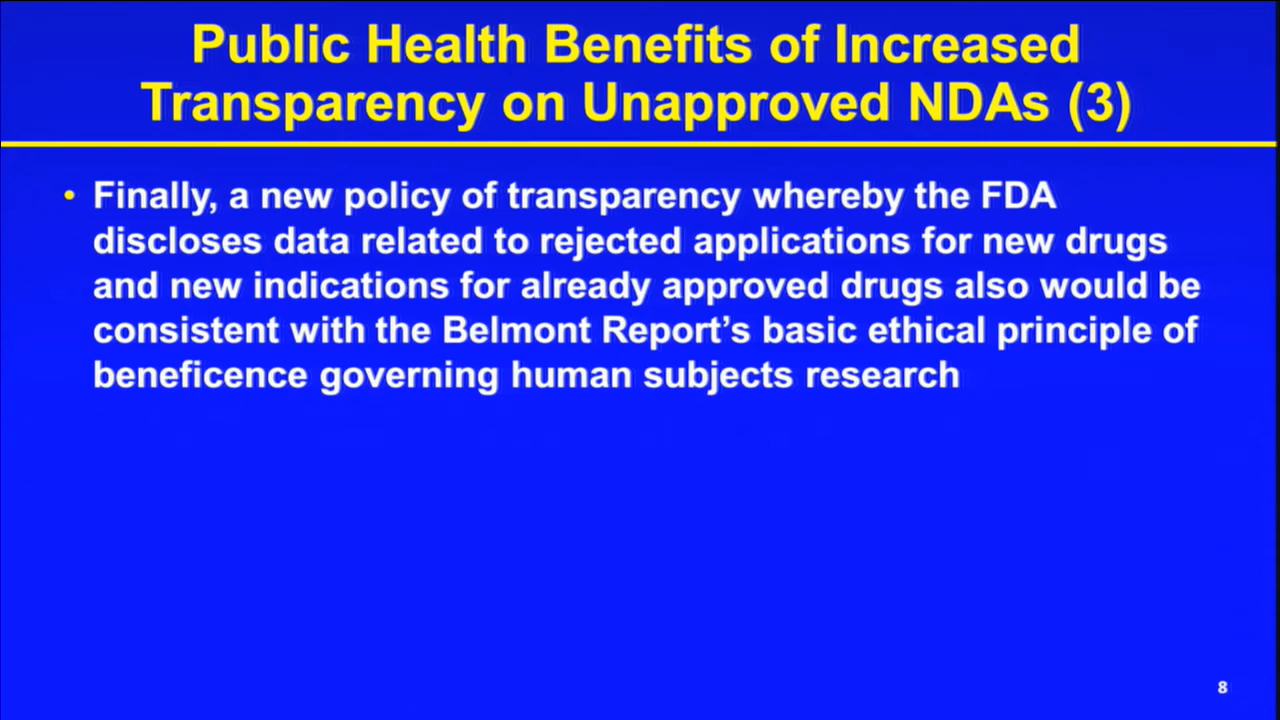 Public Health Benefits of Increased
Transparency on Unapproved NDAs (3)
• Finally, a new policy of transparency whereby the FDA
discloses data related to rejected applications for new drugs
and new indications for already approved drugs also would be
consistent with the Belmont Report’s basic ethical principle of
beneficence governing human subjects research
8